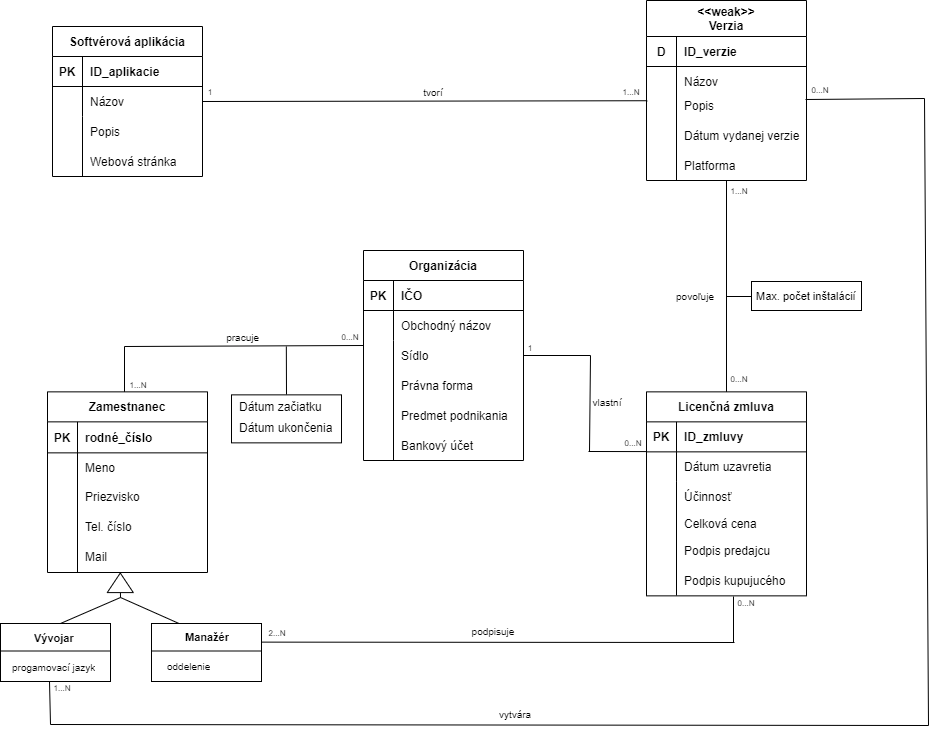 <<weak>>
Verzia
D ID_verzie
Názov
Popis
Dátum vydanej verzie
Platforma
Softvérová aplikácia
PK ID_aplikacie
Názov
Popis
Webová stránka
1
tvorí
1...N
0...N
1...N
povoľuje
Max. počet inštalácií
0...N
Organizácia
PK IČO
Obchodný názov
Sídlo
Právna forma
Predmet podnikania
Bankový účet
pracuje
0...N
1...N
Dátum začiatku
Dátum ukončenia
1
vlastní
0...N
Zamestnanec
PK rodné_číslo
Meno
Priezvisko
Tel. číslo
Mail
Licenčná zmluva
PK ID_zmluvy
Dátum uzavretia
Účinnosť
Celková cena
Podpis predajcu
Podpis kupujucého
0...N
Vývojar
progamovací jazyk
1...N
Manažér
oddelenie
2...N
podpisuje
vytvára